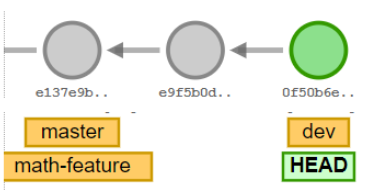 e137e9b.. e9f5b0d.. 0f50b6e..
master dev
math-feature HEAD